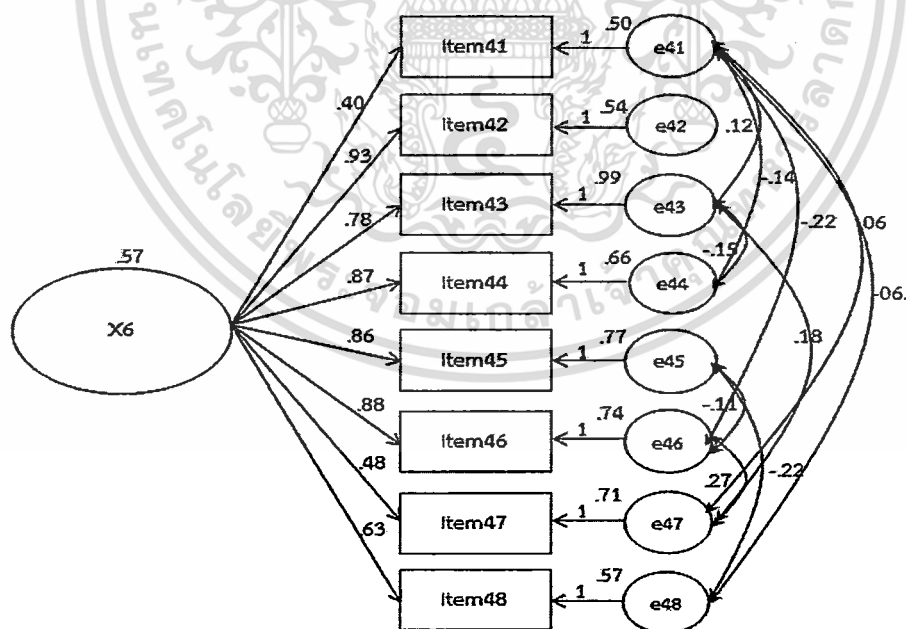 .50
Item41 1 e41
.40 .54 .12
Item42 1 e42
.93 .99 -.14
Item43 1 e43
.78 -.22 .06
.57 .87 .66 -.15
Item44 1 e44
-.06.
X6 .86 .77 .18
Item45 1 e45
.88 .74 -.11
Item46 1 e46
.48 .71 .27 -.22
Item47 1 e47
.63 .57
Item48 1 e48